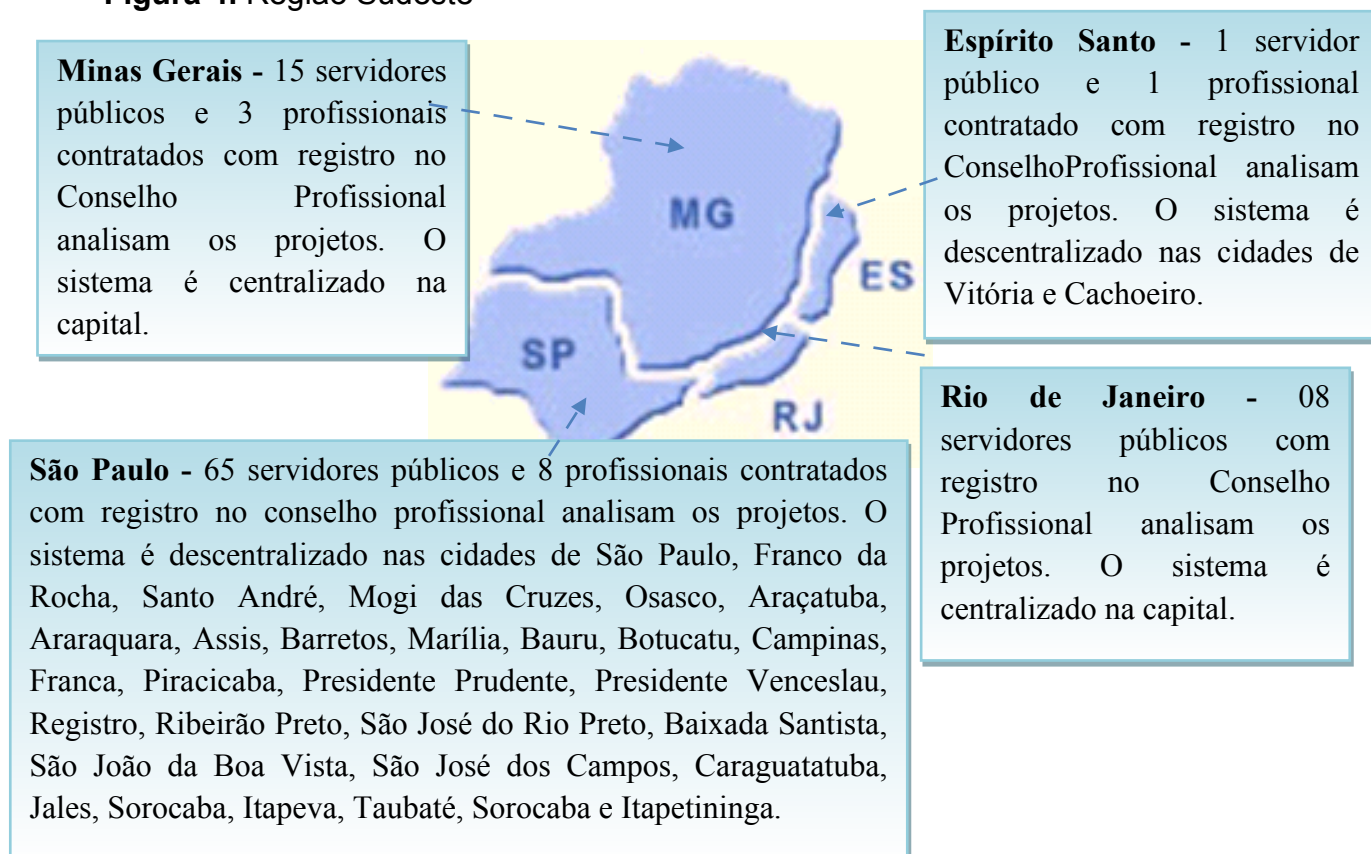 Figura 4. Região Sudeste
Minas Gerais - 15 servidores
públicos e 3 profissionais
contratados com registro no
Conselho Profissional
analisam os projetos. O
sistema é centralizado na
capital.
Espírito Santo - 1 servidor
público e 1 profissional
contratado com registro no
ConselhoProfissional analisam
os projetos. O sistema é
descentralizado nas cidades de
Vitória e Cachoeiro.
MG
ES
SP
RJ
Rio de Janeiro - 08
servidores públicos com
registro no Conselho
Profissional analisam os
projetos. O sistema é
centralizado na capital.
São Paulo - 65 servidores públicos e 8 profissionais contratados
com registro no conselho profissional analisam os projetos. O
sistema é descentralizado nas cidades de São Paulo, Franco da
Rocha, Santo André, Mogi das Cruzes, Osasco, Araçatuba,
Araraquara, Assis, Barretos, Marília, Bauru, Botucatu, Campinas,
Franca, Piracicaba, Presidente Prudente, Presidente Venceslau,
Registro, Ribeirão Preto, São José do Rio Preto, Baixada Santista,
São João da Boa Vista, São José dos Campos, Caraguatatuba,
Jales, Sorocaba, Itapeva, Taubaté, Sorocaba e Itapetininga.